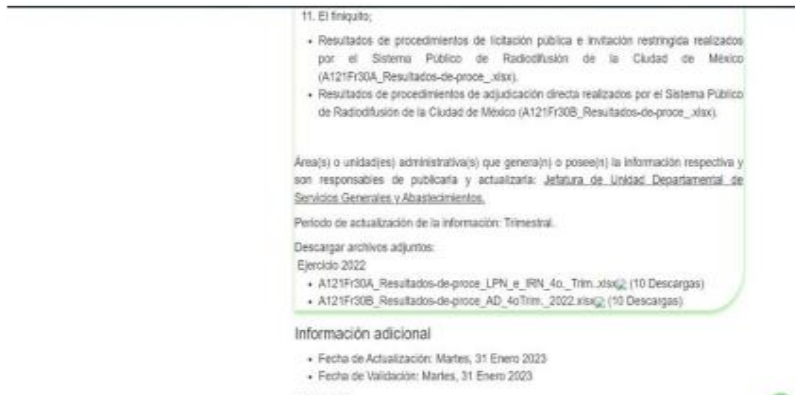 11. El finiquito;
• Resultados de procedimientos de licitación pública e invitación restringida realizados
por el Sistema Público de Radiodifusión de la Ciudad de México
(A121Fr30A_Resultados-de-proce_.xlsx).
• Resultados de procedimientos de adjudicación directa realizados por el Sistema Público
de Radiodifusión de la Ciudad de México (A121Fr30B_Resultados-de-proce_.xlsx).
Área(s) o unidad(es) administrativa(s) que genera(n) o posee(n) la información respectiva y
son responsables de publicarla y actualizarla: Jefatura de Unidad Departamental de
Servicios Generales y Abastecimientos.
Periodo de actualización de la información: Trimestral.
Descargar archivos adjuntos:
Ejercicio 2022
• A121Fr30A_Resultados-de-proce_LPN_e_IRN_4o._Trim..xlsx (10 Descargas)
• A121Fr30B_Resultados-de-proce_AD_4oTrim._2022.xlsx (10 Descargas)
Información adicional
• Fecha de Actualización: Martes, 31 Enero 2023
• Fecha de Validación: Martes, 31 Enero 2023